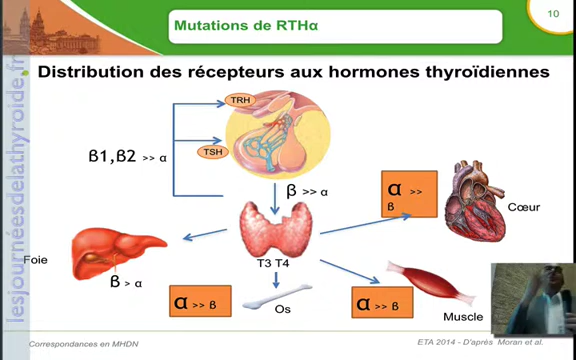 10
Mutations de RTHα
Distribution des récepteurs aux hormones thyroïdiennes
TRH
TSH
β1,β2 >> α
β >> α
α >>
β
Cœur
Foie
β > α
T3 T4
α >> β
Os
α >> β
Muscle
lesjournéesdelathyroide.fr
Correspondances en MHDN
ETA 2014 - D'après Moran et al.